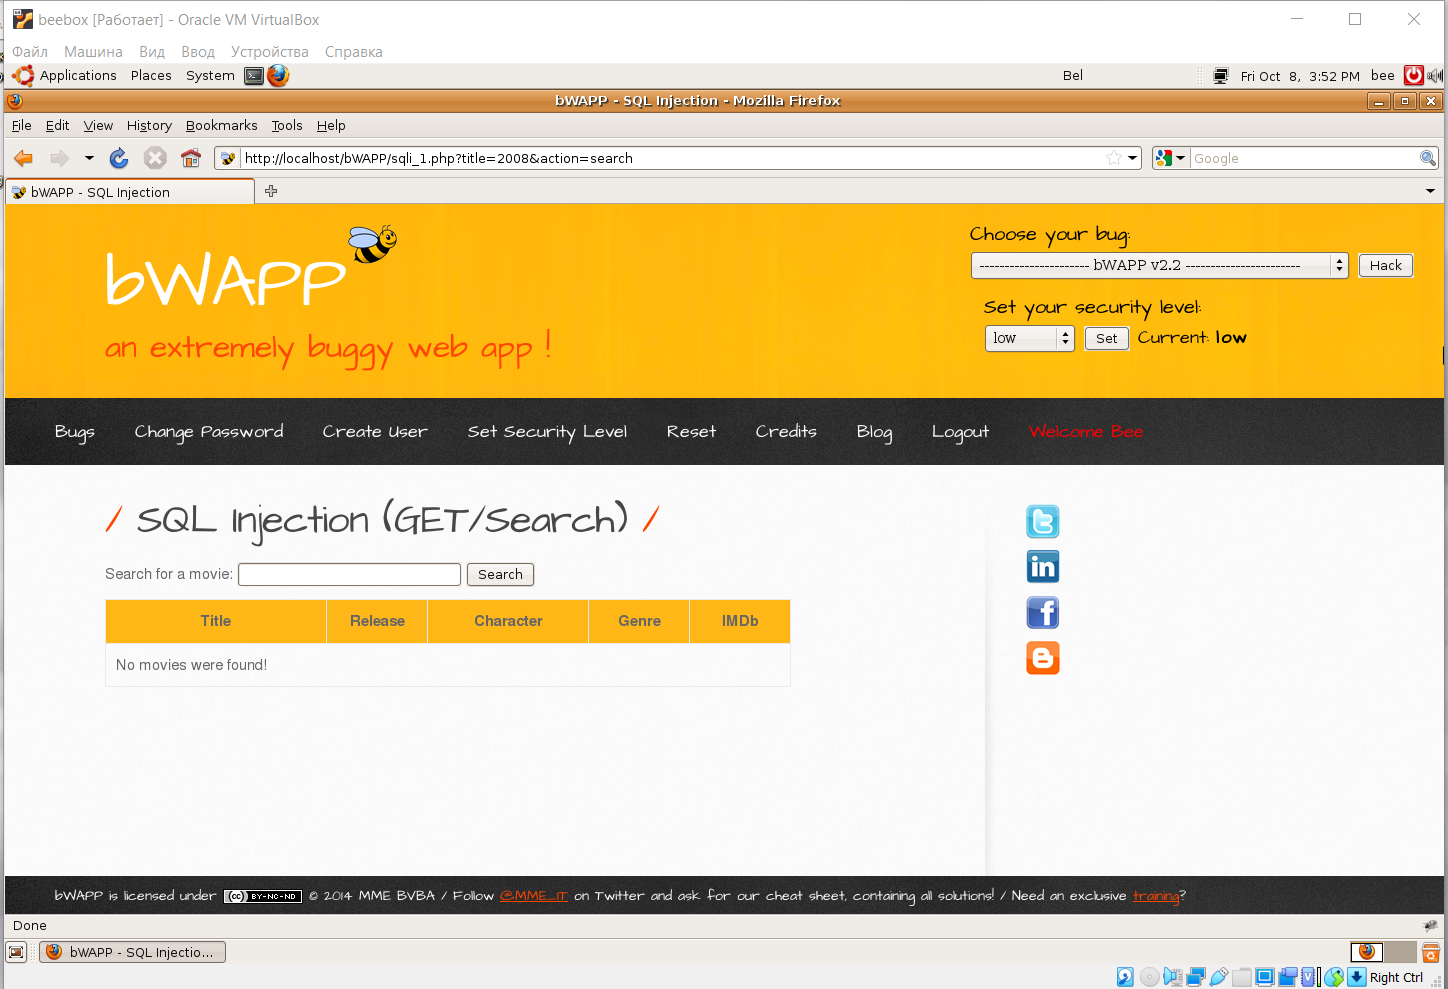 beebox [Работает] - Oracle VM VirtualBox
Файл Машина Вид Ввод Устройства Справка
Applications Places System Bel Fri Oct 8, 3:52 PM bee
bWAPP - SQL Injection - Mozilla Firefox
File Edit View History Bookmarks Tools Help
http://localhost/bWAPP/sqli_1.php?title=2008&action=search Google
bWAPP - SQL Injection
Choose your bug:
bWAPP
---------------------- bWAPP v2.2 ----------------------- Hack
Set your security level:
an extremely buggy web app !
low Set Current: low
Bugs Change Password Create User Set Security Level Reset Credits Blog Logout Welcome Bee
/ SQL Injection (GET/Search) /
Search for a movie: Search
Title Release Character Genre IMDb
No movies were found!
bWAPP is licensed under (cc) BY-NC-ND © 2014 MME BVBA / Follow @MME_IT on Twitter and ask for our cheat sheet, containing all solutions! / Need an exclusive training?
Done
bWAPP - SQL Injectio...
Right Ctrl